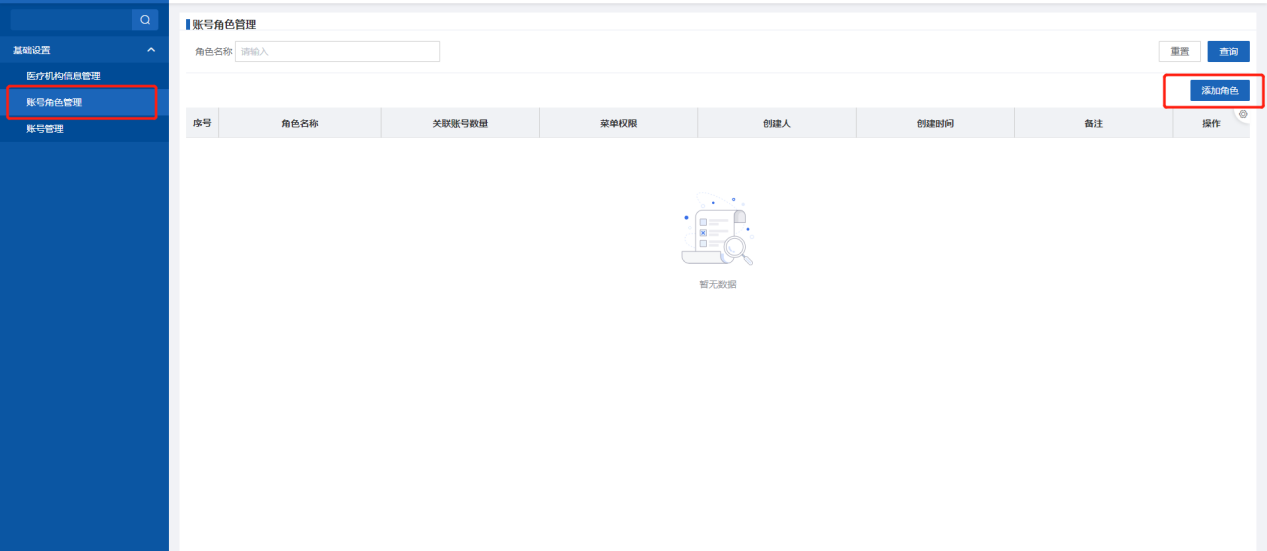 基础设置
医疗机构信息管理
账号角色管理
账号管理
账号角色管理
角色名称 请输入 重置 查询
添加角色
序号 角色名称 关联账号数量 菜单权限 创建人 创建时间 备注 操作
暂无数据